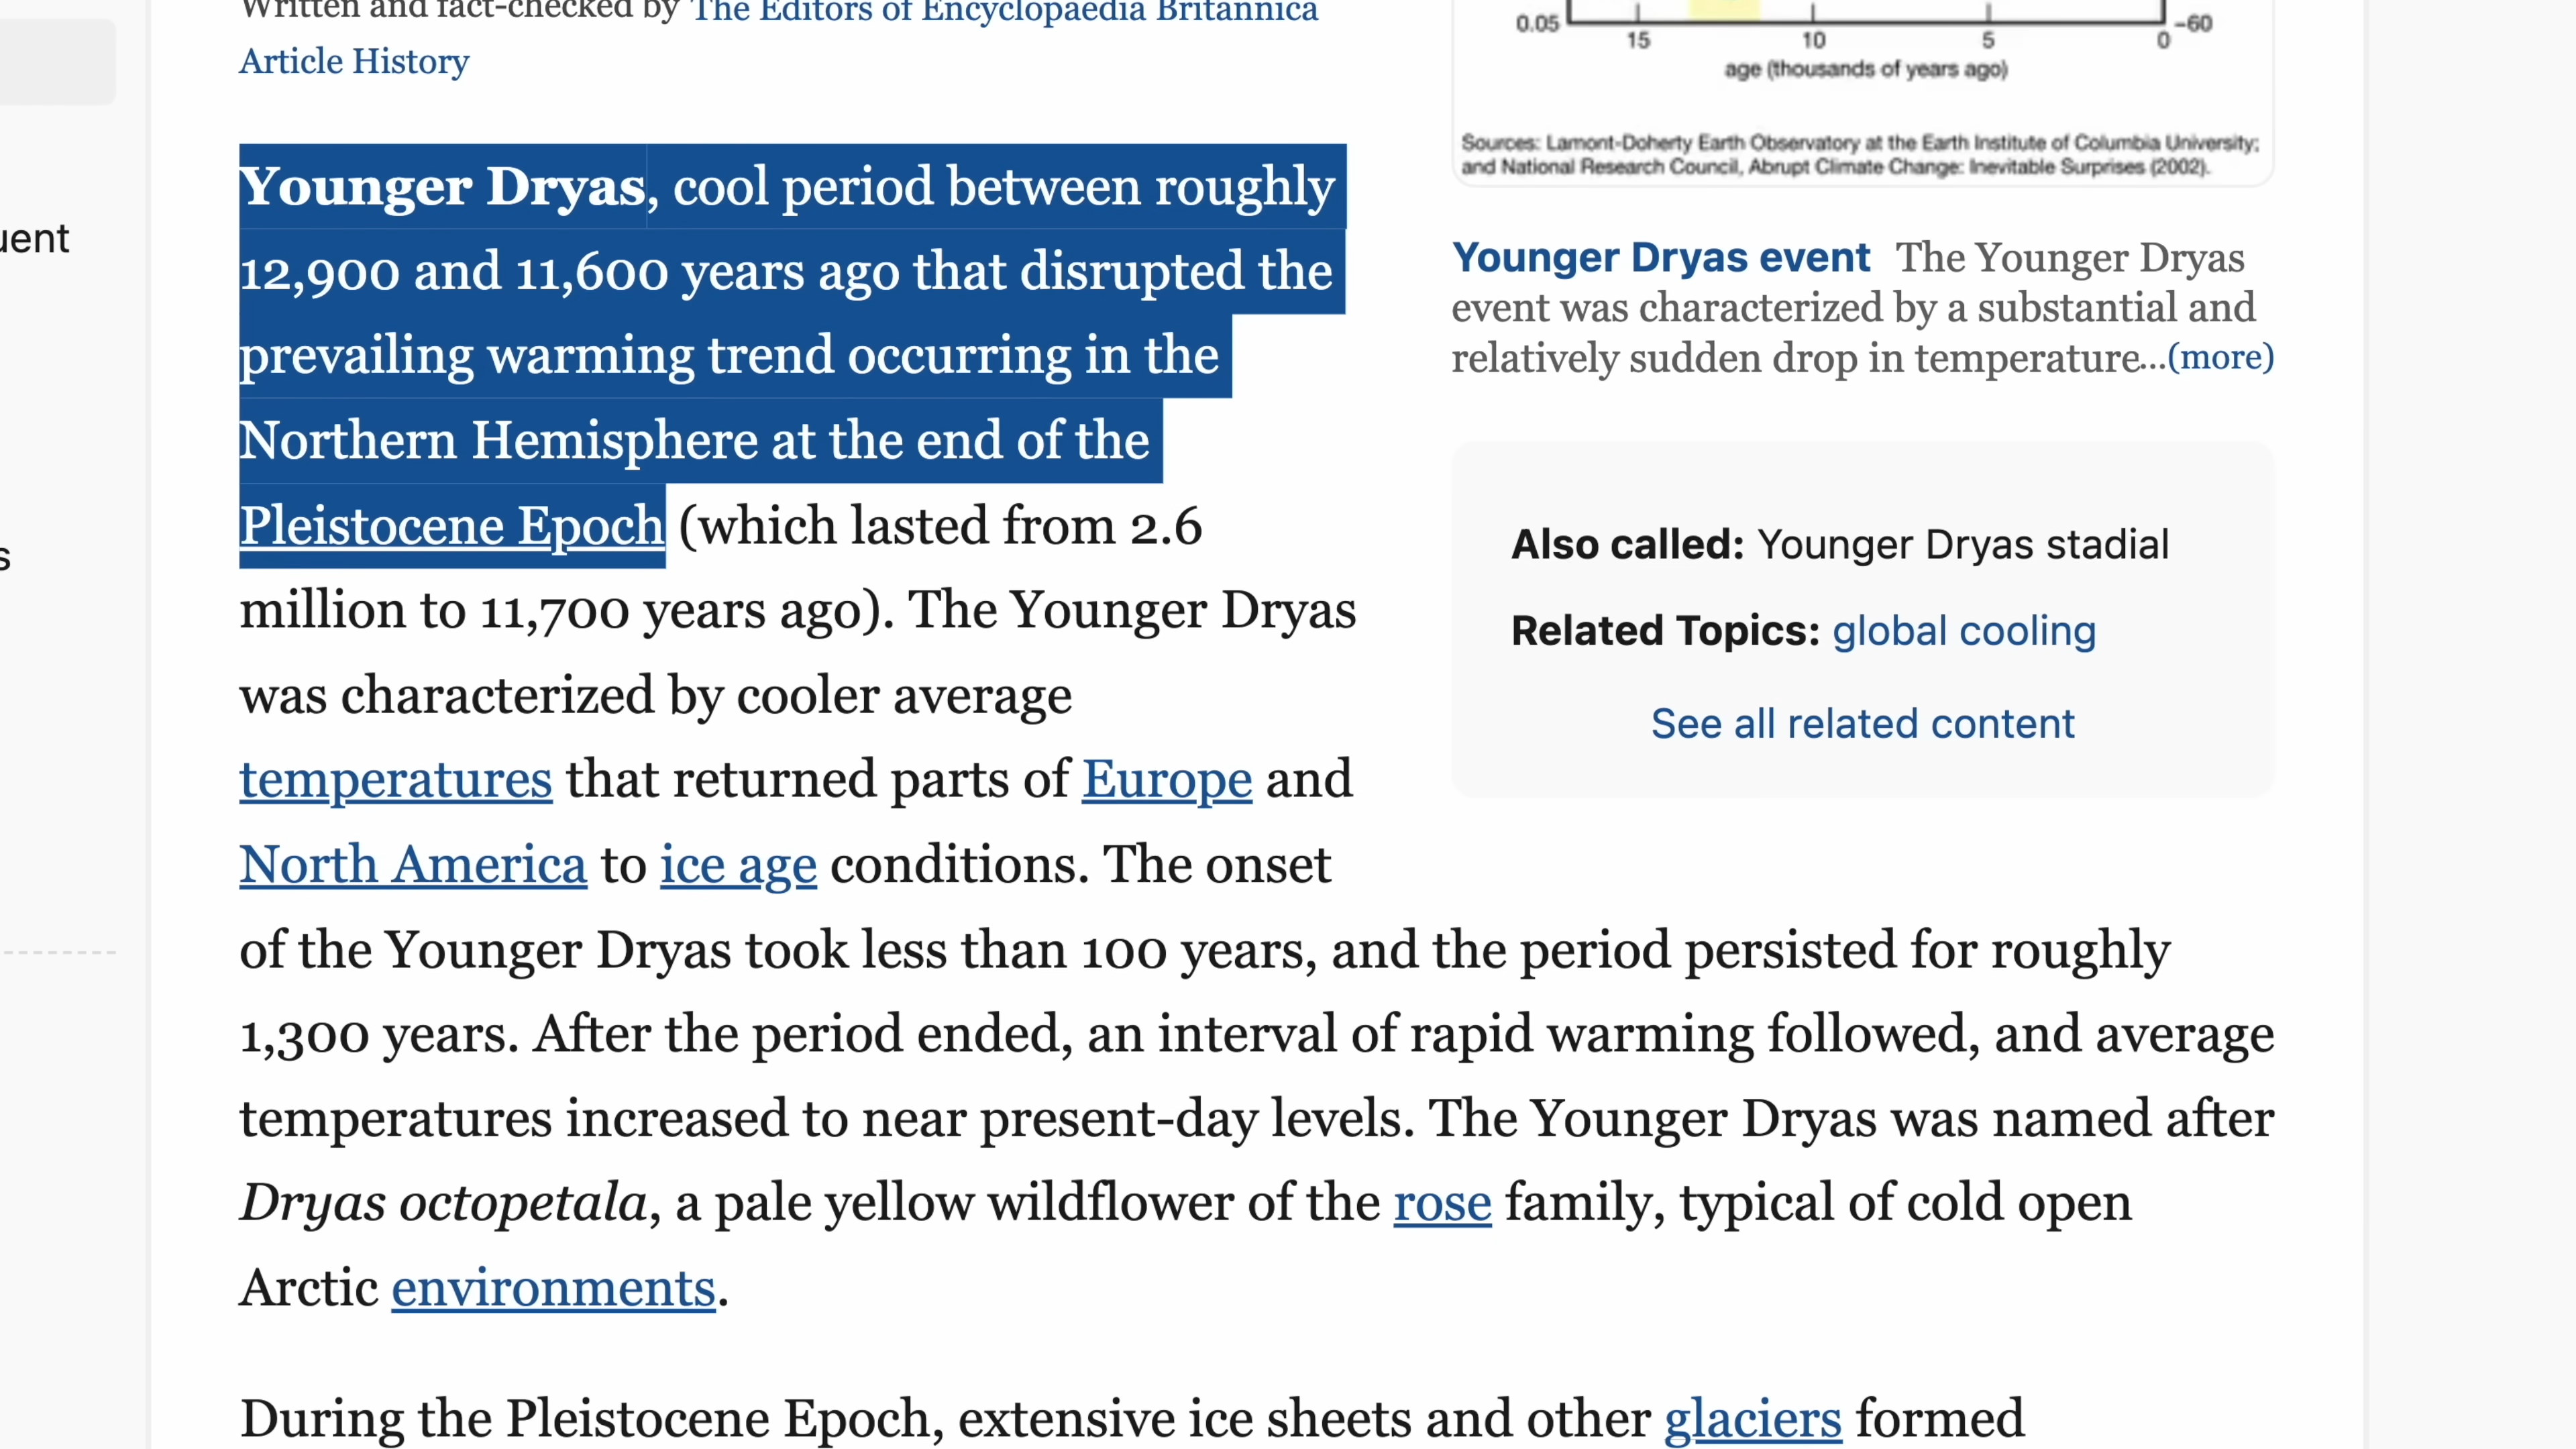 Written and fact-checked by The Editors of Encyclopaedia Britannica
Article History
Younger Dryas, cool period between roughly
12,900 and 11,600 years ago that disrupted the
prevailing warming trend occurring in the
Northern Hemisphere at the end of the
Pleistocene Epoch (which lasted from 2.6
million to 11,700 years ago). The Younger Dryas
was characterized by cooler average
temperatures that returned parts of Europe and
North America to ice age conditions. The onset
of the Younger Dryas took less than 100 years, and the period persisted for roughly
1,300 years. After the period ended, an interval of rapid warming followed, and average
temperatures increased to near present-day levels. The Younger Dryas was named after
Dryas octopetala, a pale yellow wildflower of the rose family, typical of cold open
Arctic environments.
During the Pleistocene Epoch, extensive ice sheets and other glaciers formed
0.05
-60
15 10 5 0
age (thousands of years ago)
Sources: Lamont-Doherty Earth Observatory at the Earth Institute of Columbia University;
and National Research Council, Abrupt Climate Change: Inevitable Surprises (2002).
Younger Dryas event The Younger Dryas
event was characterized by a substantial and
relatively sudden drop in temperature...(more)
Also called: Younger Dryas stadial
Related Topics: global cooling
See all related content